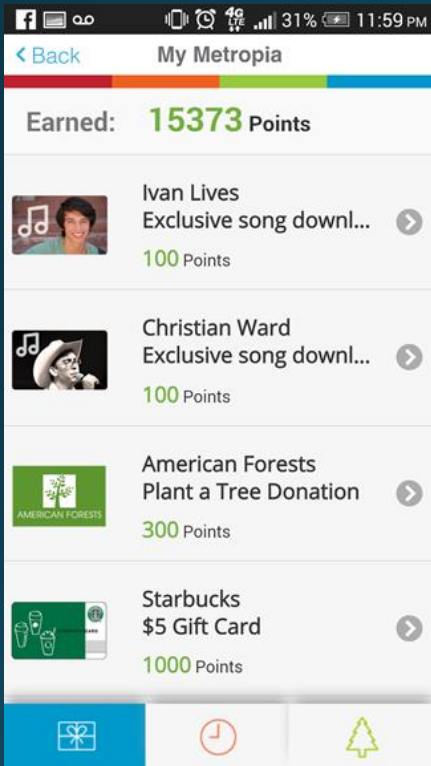 4G
LTE
31%
11:59 PM
Back
My Metropia
Earned: 15373 Points
Ivan Lives
Exclusive song downl...
100 Points
Christian Ward
Exclusive song downl...
100 Points
AMERICAN FORESTS
American Forests
Plant a Tree Donation
300 Points
Starbucks
$5 Gift Card
1000 Points